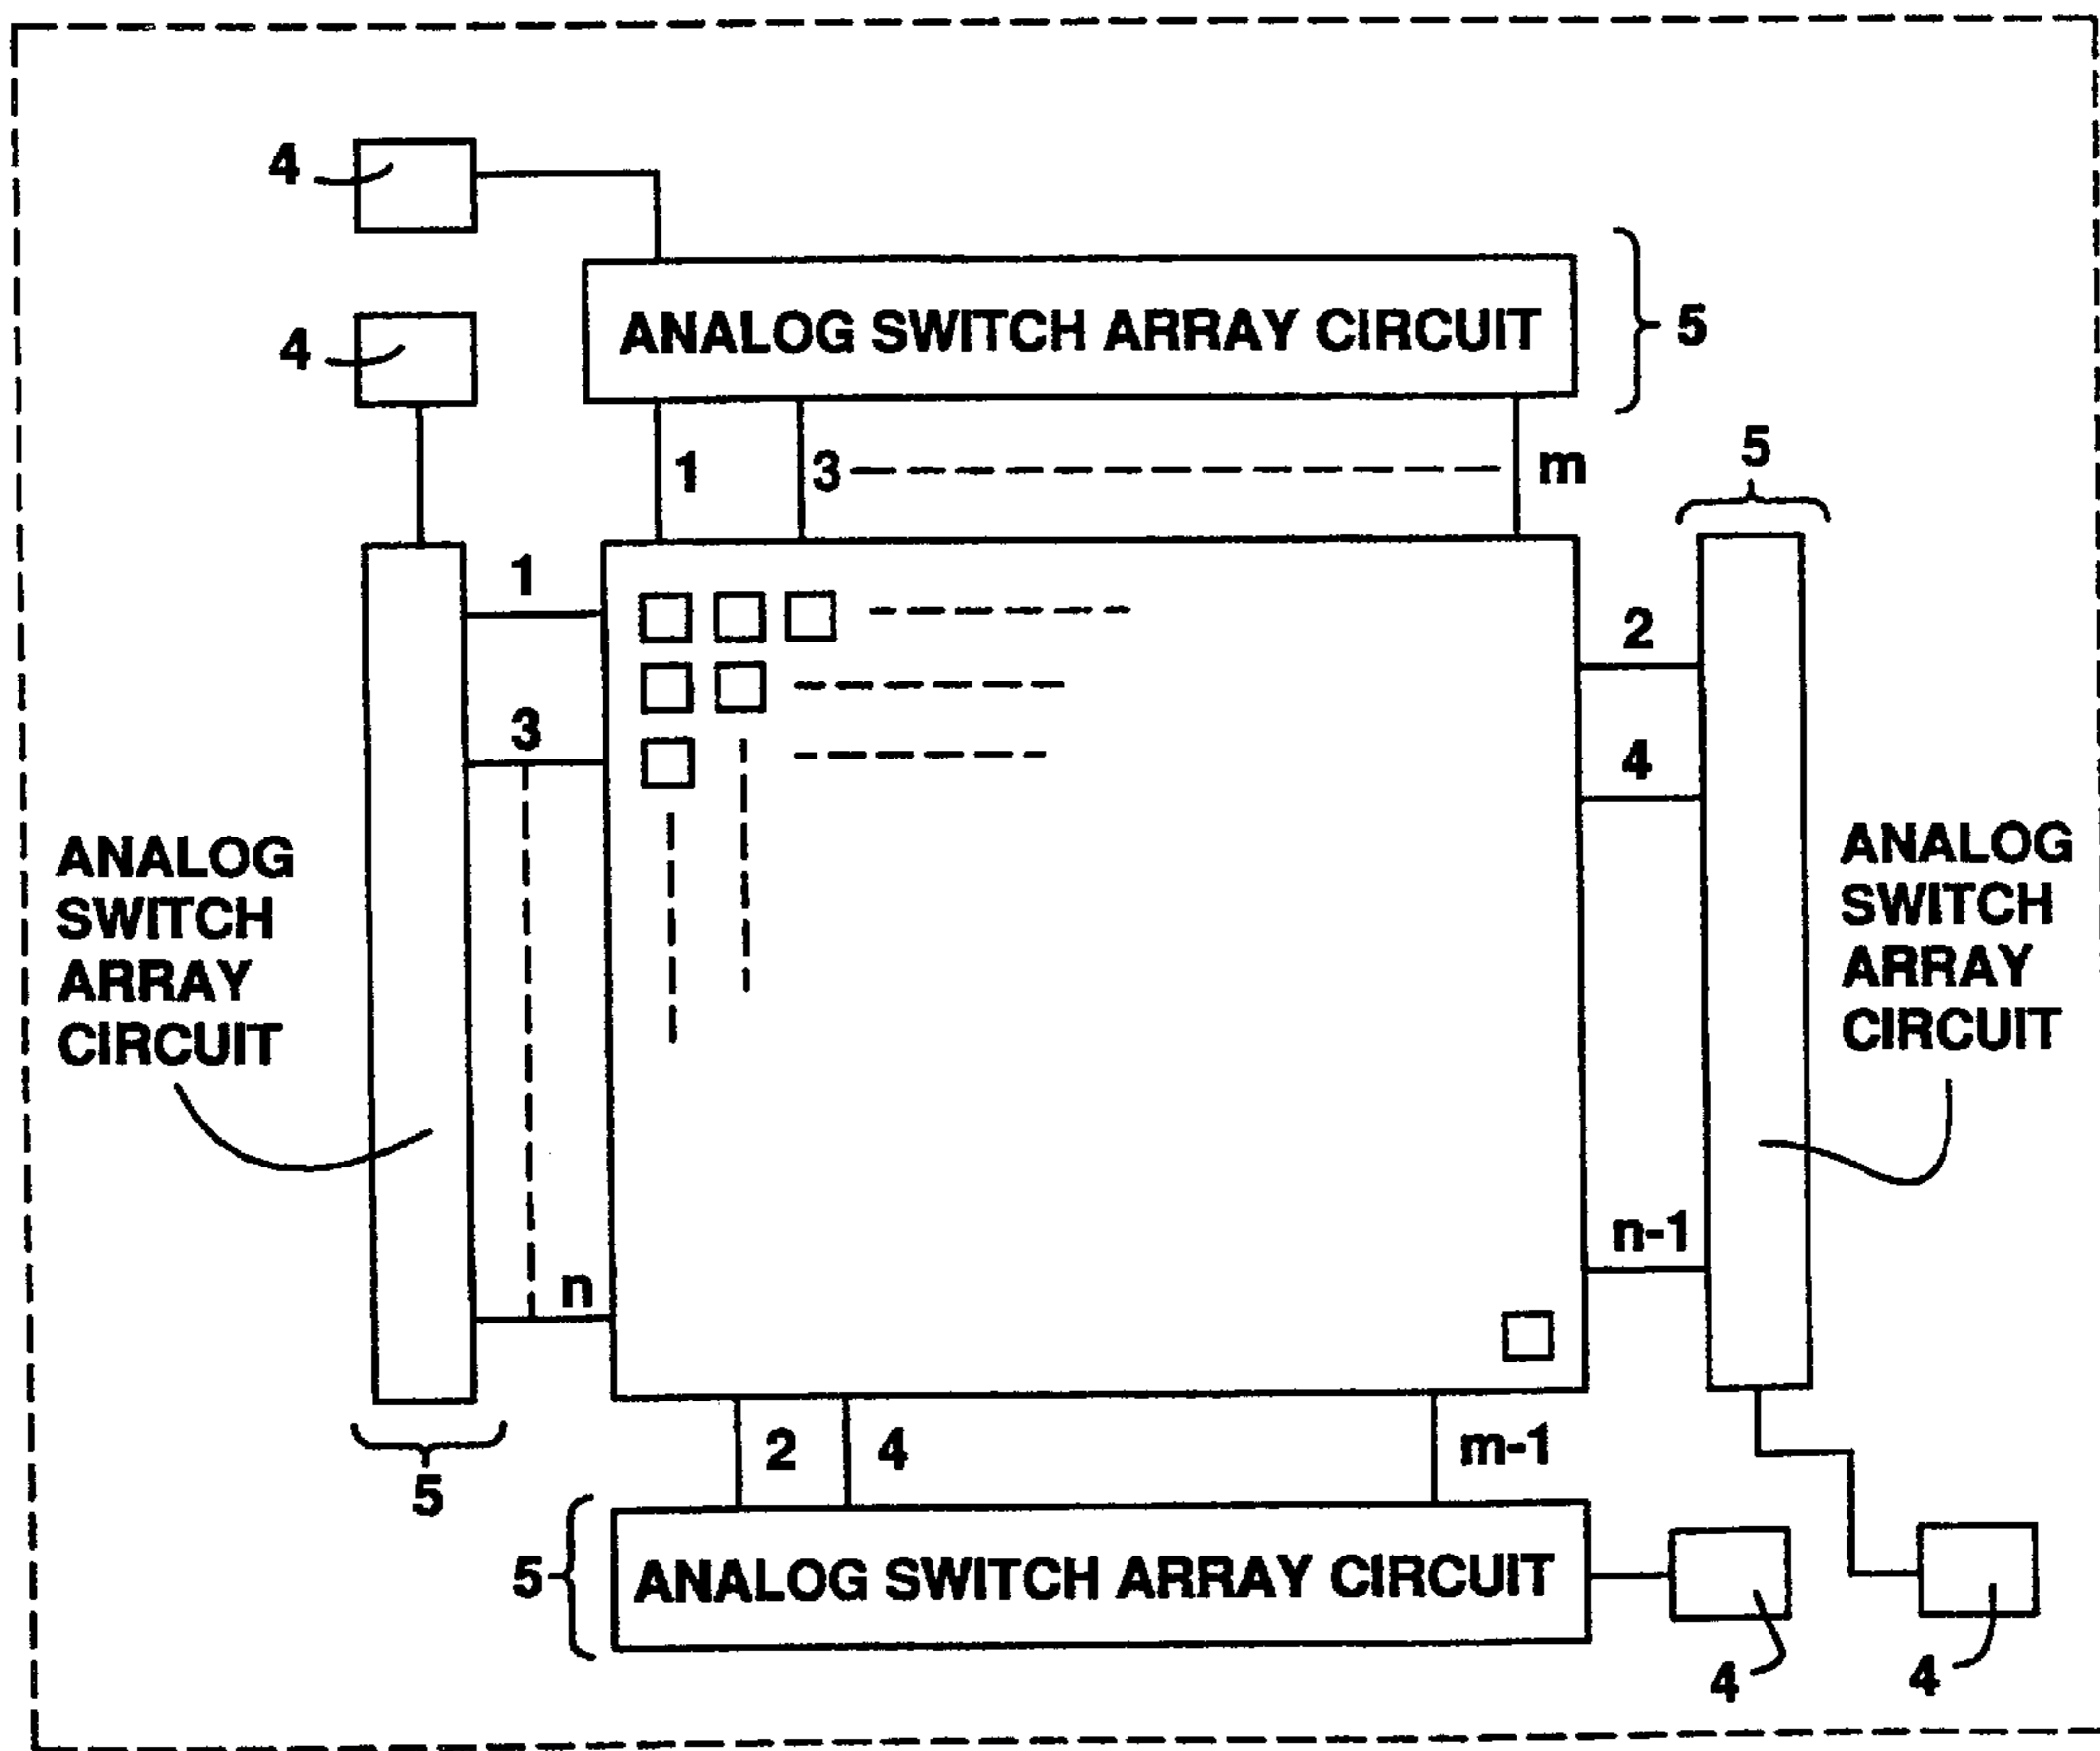 4
4
ANALOG SWITCH ARRAY CIRCUIT
5
1
3
m
5
1
3
n
2
4
n-1
ANALOG
SWITCH
ARRAY
CIRCUIT
ANALOG
SWITCH
ARRAY
CIRCUIT
5
2
4
m-1
5
ANALOG SWITCH ARRAY CIRCUIT
4
4